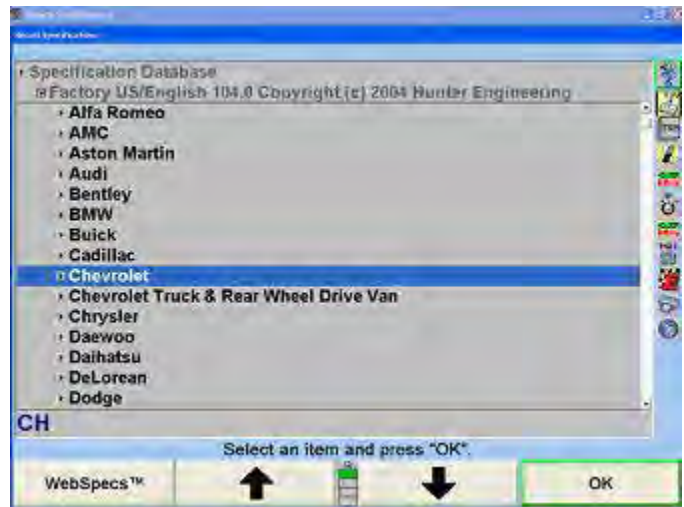 Specification Database
Factory US/English 104.0 Copyright (c) 2004 Hunter Engineering
Alfa Romeo
AMC
Aston Martin
Audi
Bentley
BMW
Buick
Cadillac
Chevrolet
Chevrolet Truck & Rear Wheel Drive Van
Chrysler
Daewoo
Daihatsu
DeLorean
Dodge
CH
Select an item and press "OK".
WebSpecs™ OK